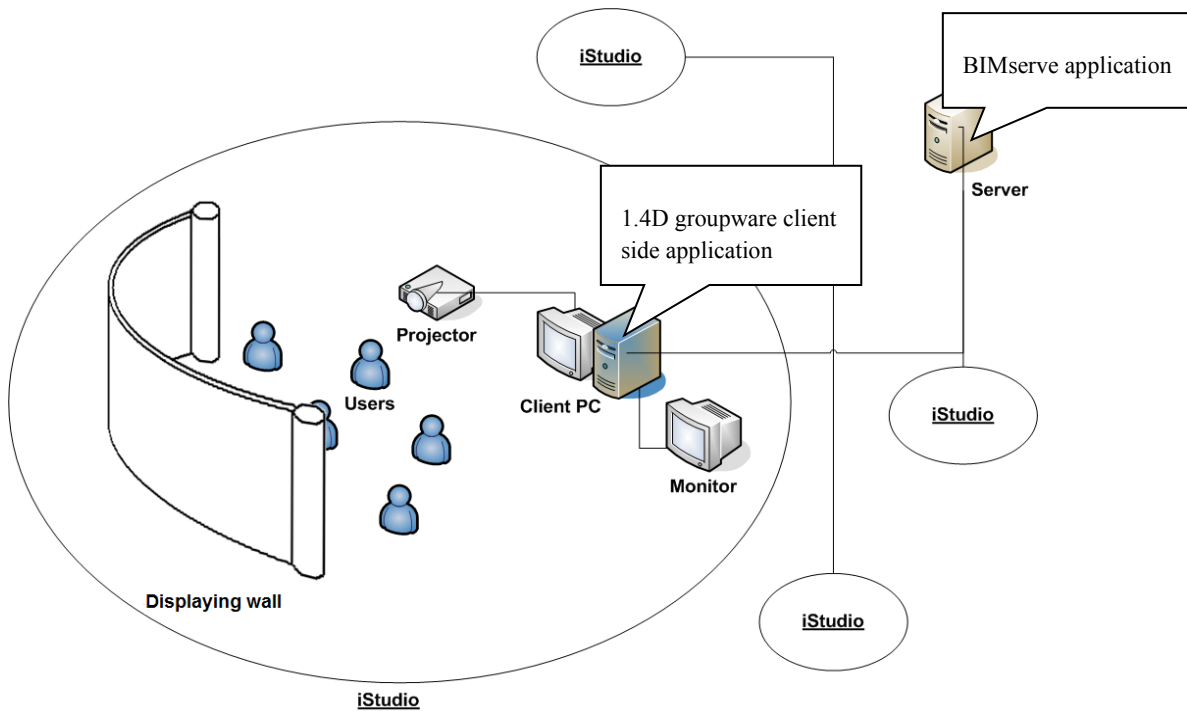 iStudio
BIMserve application
Server
1.4D groupware client
side application
Projector
Users
Client PC
iStudio
Monitor
Displaying wall
iStudio
iStudio